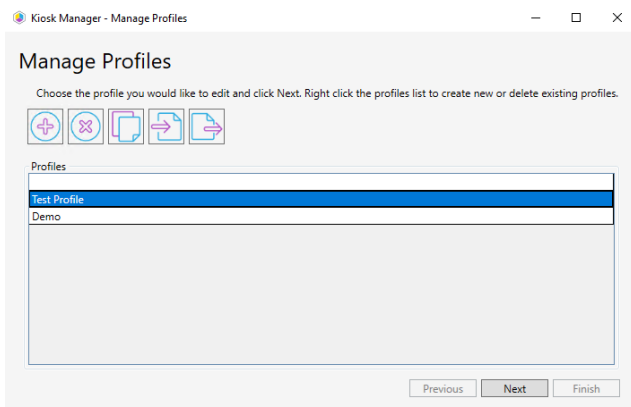 Kiosk Manager - Manage Profiles
Manage Profiles
Choose the profile you would like to edit and click Next. Right click the profiles list to create new or delete existing profiles.
Profiles
Test Profile
Demo
Previous
Next
Finish